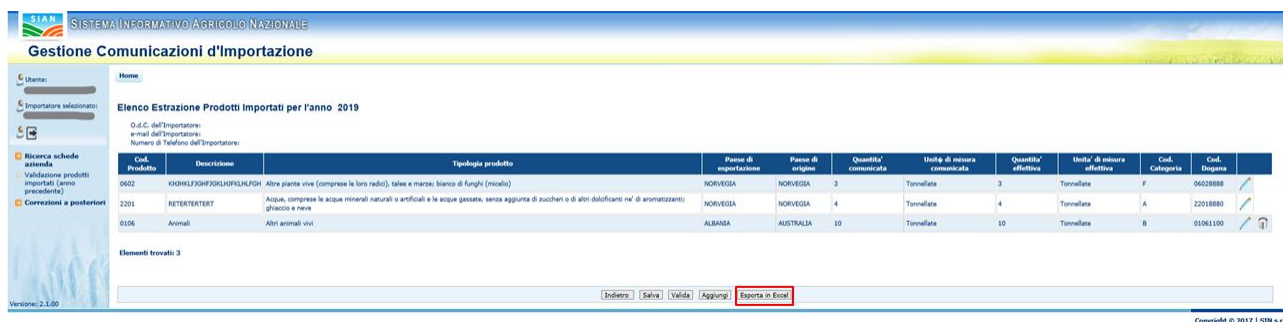 SIAN
SISTEMA INFORMATIVO AGRICOLO NAZIONALE
Gestione Comunicazioni d'Importazione
Utente:
Importatore selezionato:
Ricerca schede azienda
Validazione prodotti importati (anno precedente)
Correzioni a posteriori
Versione: 2.1.00
Home
Elenco Estrazione Prodotti Importati per l'anno 2019
O.d.C. dell'Importatore:
e-mail dell'Importatore:
Numero di Telefono dell'Importatore:
Cod. Prodotto Descrizione Tipologia prodotto Paese di esportazione Paese di origine Quantita' comunicata Unit� di misura comunicata Quantita' effettiva Unita' di misura effettiva Cod. Categoria Cod. Dogana
0602 Altre piante vive (comprese le loro radici), talee e marze; bianco di funghi (micelio) NORVEGIA NORVEGIA 3 Tonnellate 3 Tonnellate F 06028888
2201 RETERTERTERT Acque, comprese le acque minerali naturali o artificiali e le acque gassate, senza aggiunta di zuccheri o di altri dolcificanti ne' di aromatizzanti; ghiaccio e neve NORVEGIA NORVEGIA 4 Tonnellate 4 Tonnellate A 22018880
0106 Animali Altri animali vivi ALBANIA AUSTRALIA 10 Tonnellate 10 Tonnellate B 01061100
Elementi trovati: 3
Indietro Salva Valida Aggiungi Esporta in Excel
Copyright © 2017 | SIN s.r